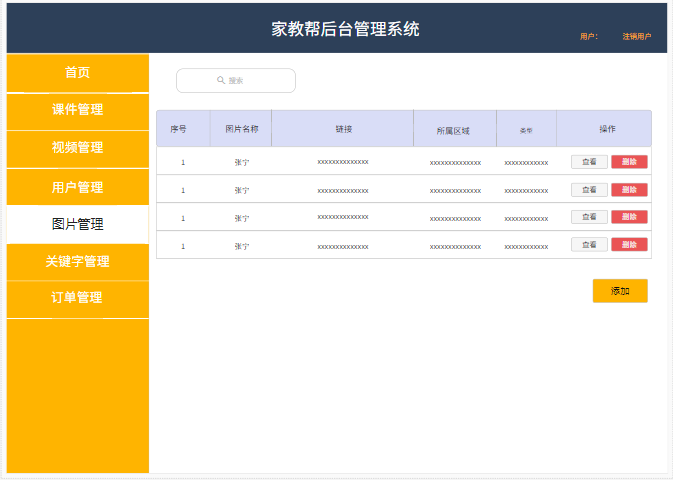 家教帮后台管理系统
用户： 注销用户
首页
课件管理
视频管理
用户管理
图片管理
关键字管理
订单管理
搜索
序号 图片名称 链接 所属区域 类型 操作
1 张宁 xxxxxxxxxxxxxx xxxxxxxxxxxxxx xxxxxxxxxxxx 查看 删除
1 张宁 xxxxxxxxxxxxxx xxxxxxxxxxxxxx xxxxxxxxxxxx 查看 删除
1 张宁 xxxxxxxxxxxxxx xxxxxxxxxxxxxx xxxxxxxxxxxx 查看 删除
1 张宁 xxxxxxxxxxxxxx xxxxxxxxxxxxxx xxxxxxxxxxxx 查看 删除
添加